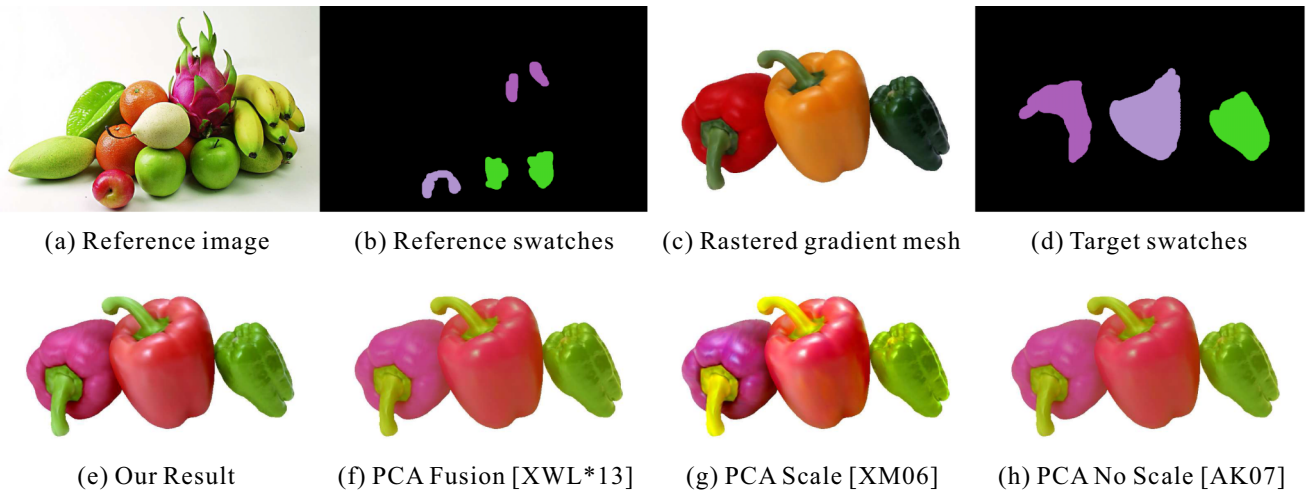 (a) Reference image
(b) Reference swatches
(c) Rastered gradient mesh
(d) Target swatches
(e) Our Result
(f) PCA Fusion [XWL*13]
(g) PCA Scale [XM06]
(h) PCA No Scale [AK07]